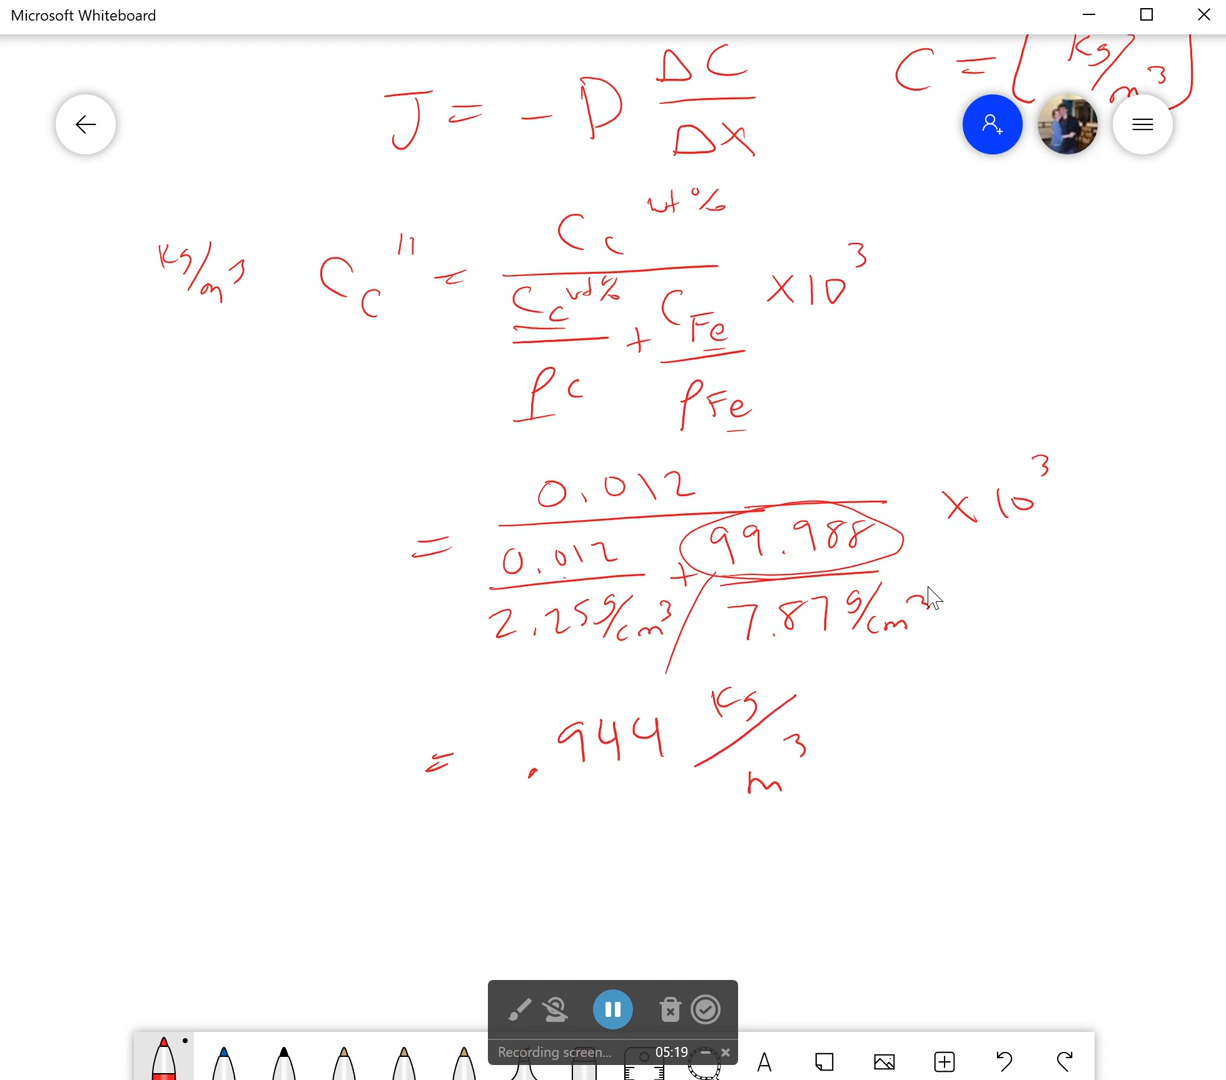 Microsoft Whiteboard
J = - D ΔC / Δx
C = [ Kg/m³ ]
Kg/m³ C_C'' = C_C wt% / ( C_C wt% / ρ_C + C_Fe / ρ_Fe ) × 10³
= 0.012 / ( 0.012 / 2.25 g/cm³ + 99.988 / 7.87 g/cm³ ) × 10³
= .944 Kg/m³
Recording screen... 05:19
A